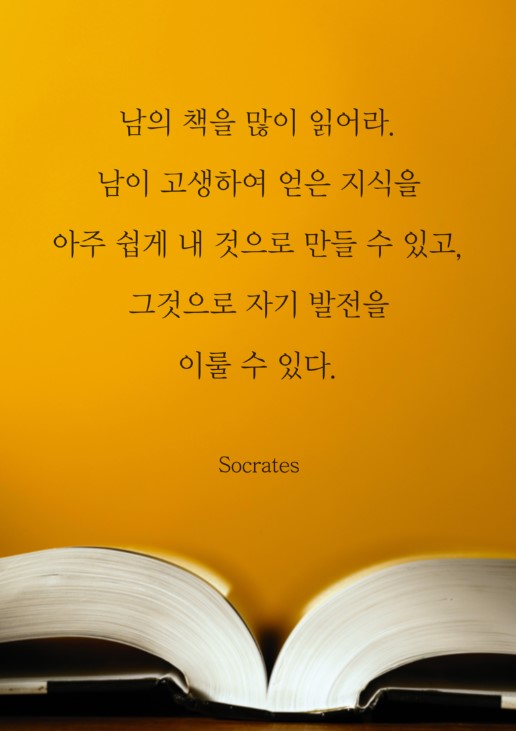 남의 책을 많이 읽어라.
남이 고생하여 얻은 지식을
아주 쉽게 내 것으로 만들 수 있고,
그것으로 자기 발전을
이룰 수 있다.
Socrates